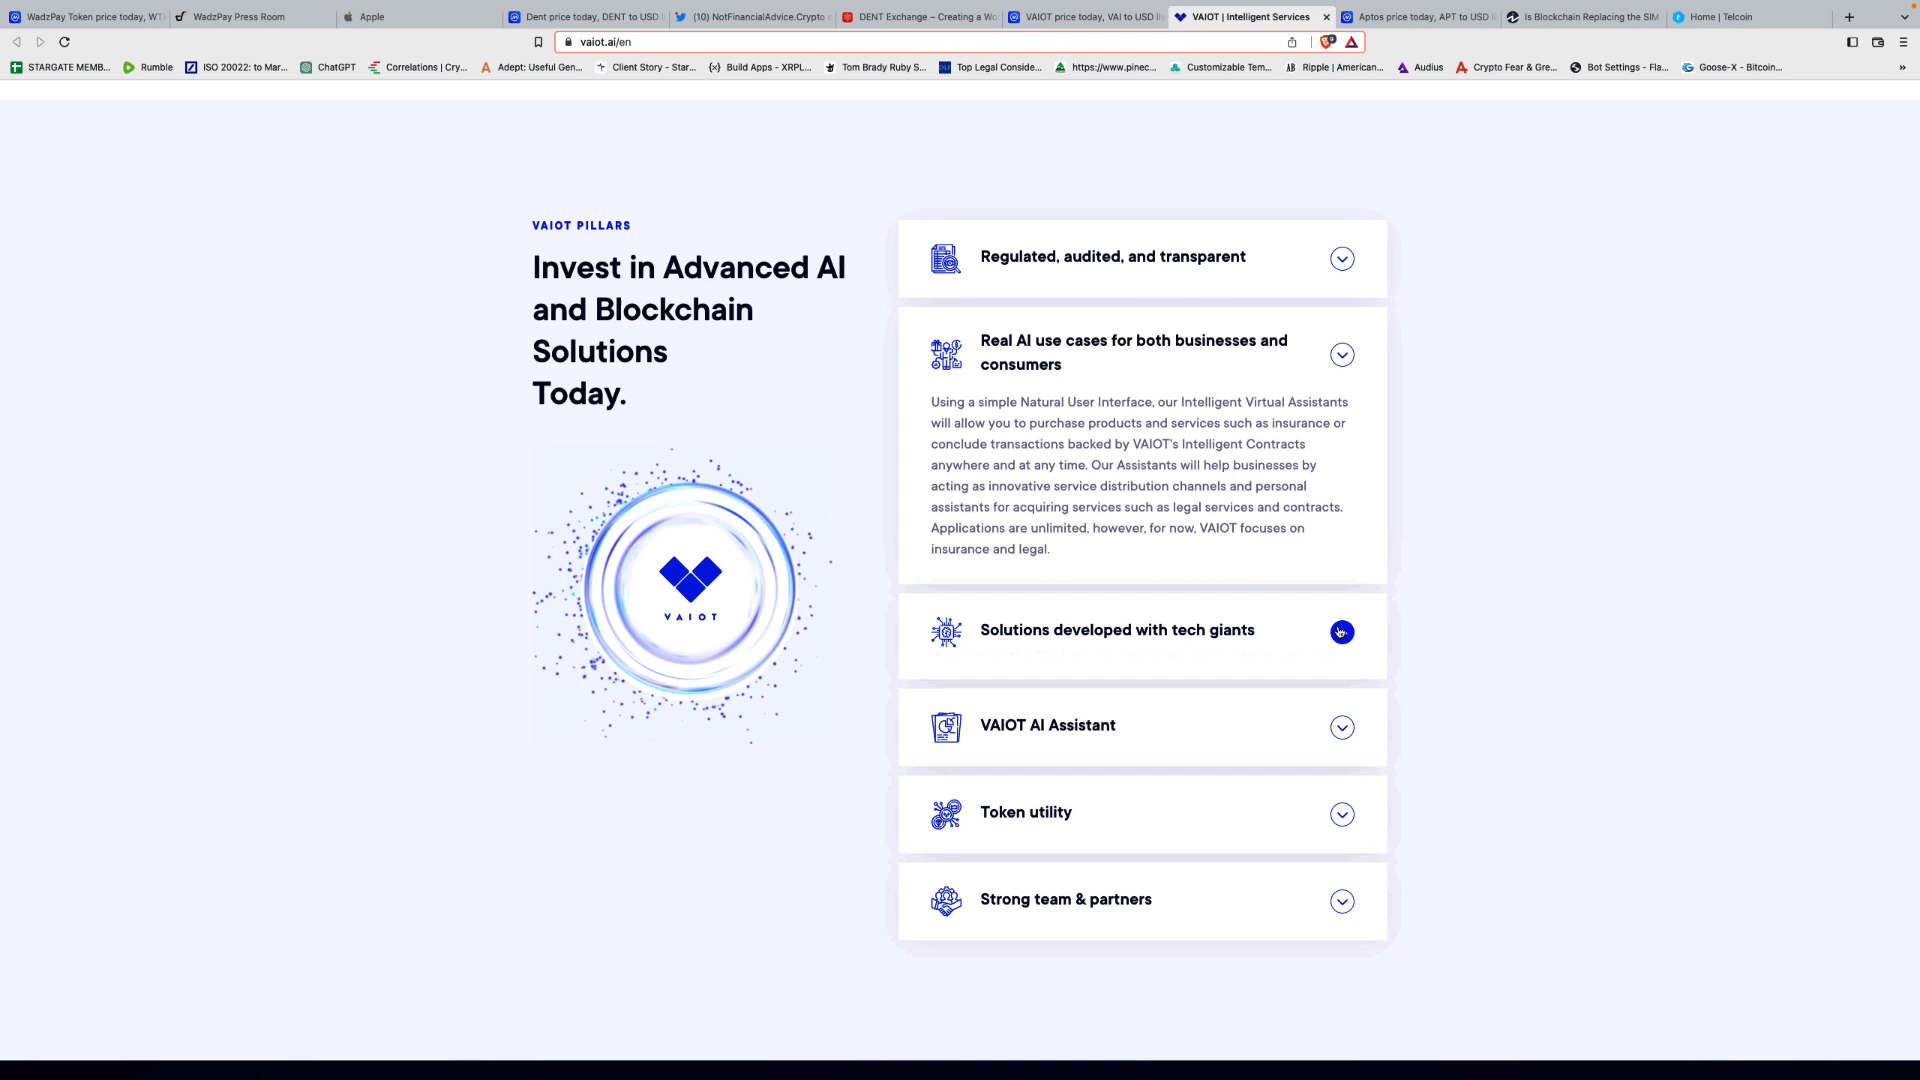 WadzPay Token price today, WT
WadzPay Press Room
Apple
Dent price today, DENT to USD l
(10) NotFinancialAdvice.Crypto
DENT Exchange – Creating a Wo
VAIOT price today, VAI to USD li
VAIOT | Intelligent Services
Aptos price today, APT to USD li
Is Blockchain Replacing the SIM
Home | Telcoin
vaiot.ai/en
STARGATE MEMB...
Rumble
ISO 20022: to Mar...
ChatGPT
Correlations | Cry...
Adept: Useful Gen...
Client Story - Star...
Build Apps - XRPL...
Tom Brady Ruby S...
Top Legal Conside...
https://www.pinec...
Customizable Tem...
AB Ripple | American...
Audius
Crypto Fear & Gre...
Bot Settings - Fla...
Goose-X - Bitcoin...
VAIOT PILLARS
Invest in Advanced AI
and Blockchain
Solutions
Today.
VAIOT
Regulated, audited, and transparent
Real AI use cases for both businesses and
consumers
Using a simple Natural User Interface, our Intelligent Virtual Assistants
will allow you to purchase products and services such as insurance or
conclude transactions backed by VAIOT's Intelligent Contracts
anywhere and at any time. Our Assistants will help businesses by
acting as innovative service distribution channels and personal
assistants for acquiring services such as legal services and contracts.
Applications are unlimited, however, for now, VAIOT focuses on
insurance and legal.
Solutions developed with tech giants
VAIOT AI Assistant
Token utility
Strong team & partners